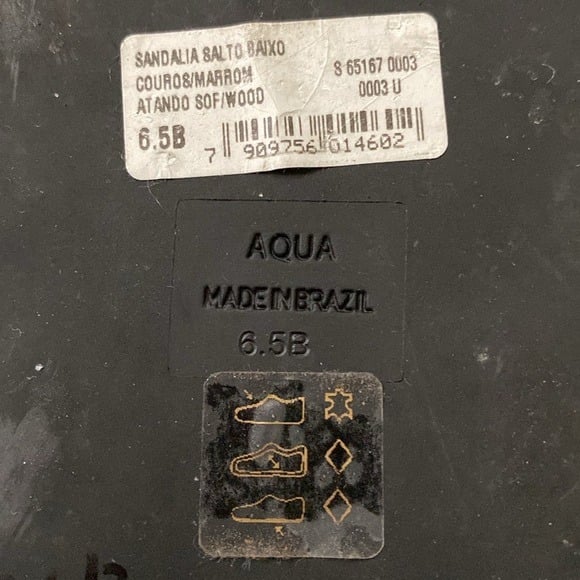 SANDALIA SALTO BAIXO
COUROS/MARROM
ATANDO SOF/WOOD
S 65167 0003
0003 U
6.5B
7 909756 014602
AQUA
MADE IN BRAZIL
6.5B